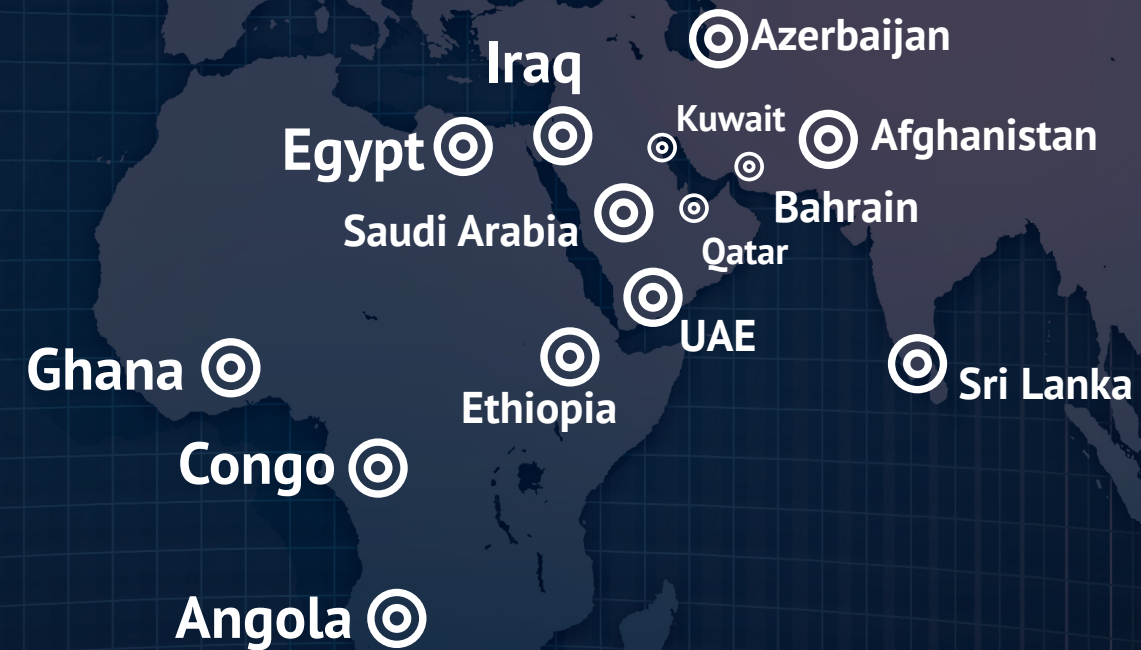 Azerbaijan
Iraq
Kuwait
Egypt
Afghanistan
Saudi Arabia
Bahrain
Qatar
UAE
Ghana
Sri Lanka
Ethiopia
Congo
Angola